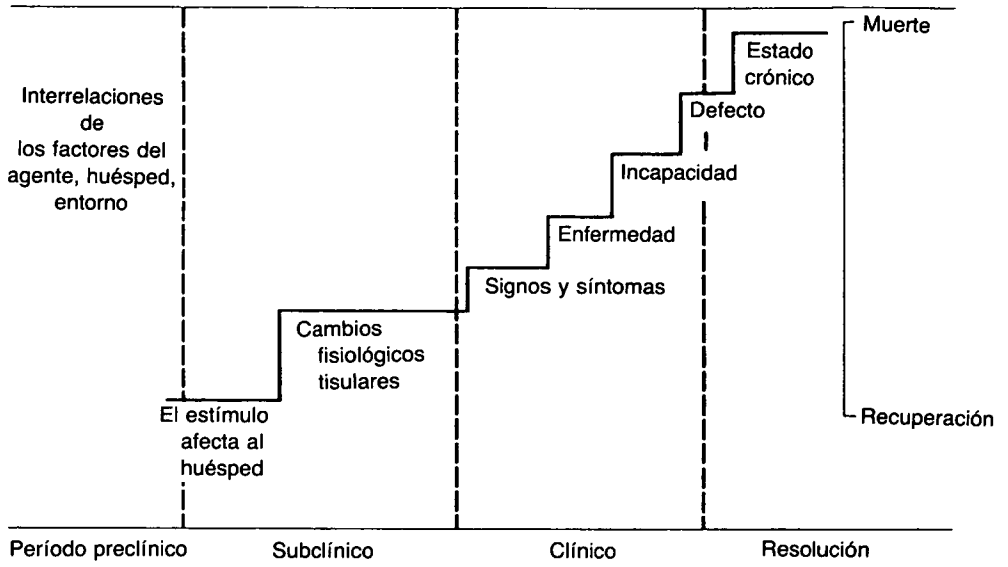 Interrelaciones
de
los factores del
agente, huésped,
entorno
El estímulo
afecta al
huésped
Cambios
fisiológicos
tisulares
Signos y síntomas
Enfermedad
Incapacidad
Defecto
Estado
crónico
Muerte
Recuperación
Período preclínico
Subclínico
Clínico
Resolución